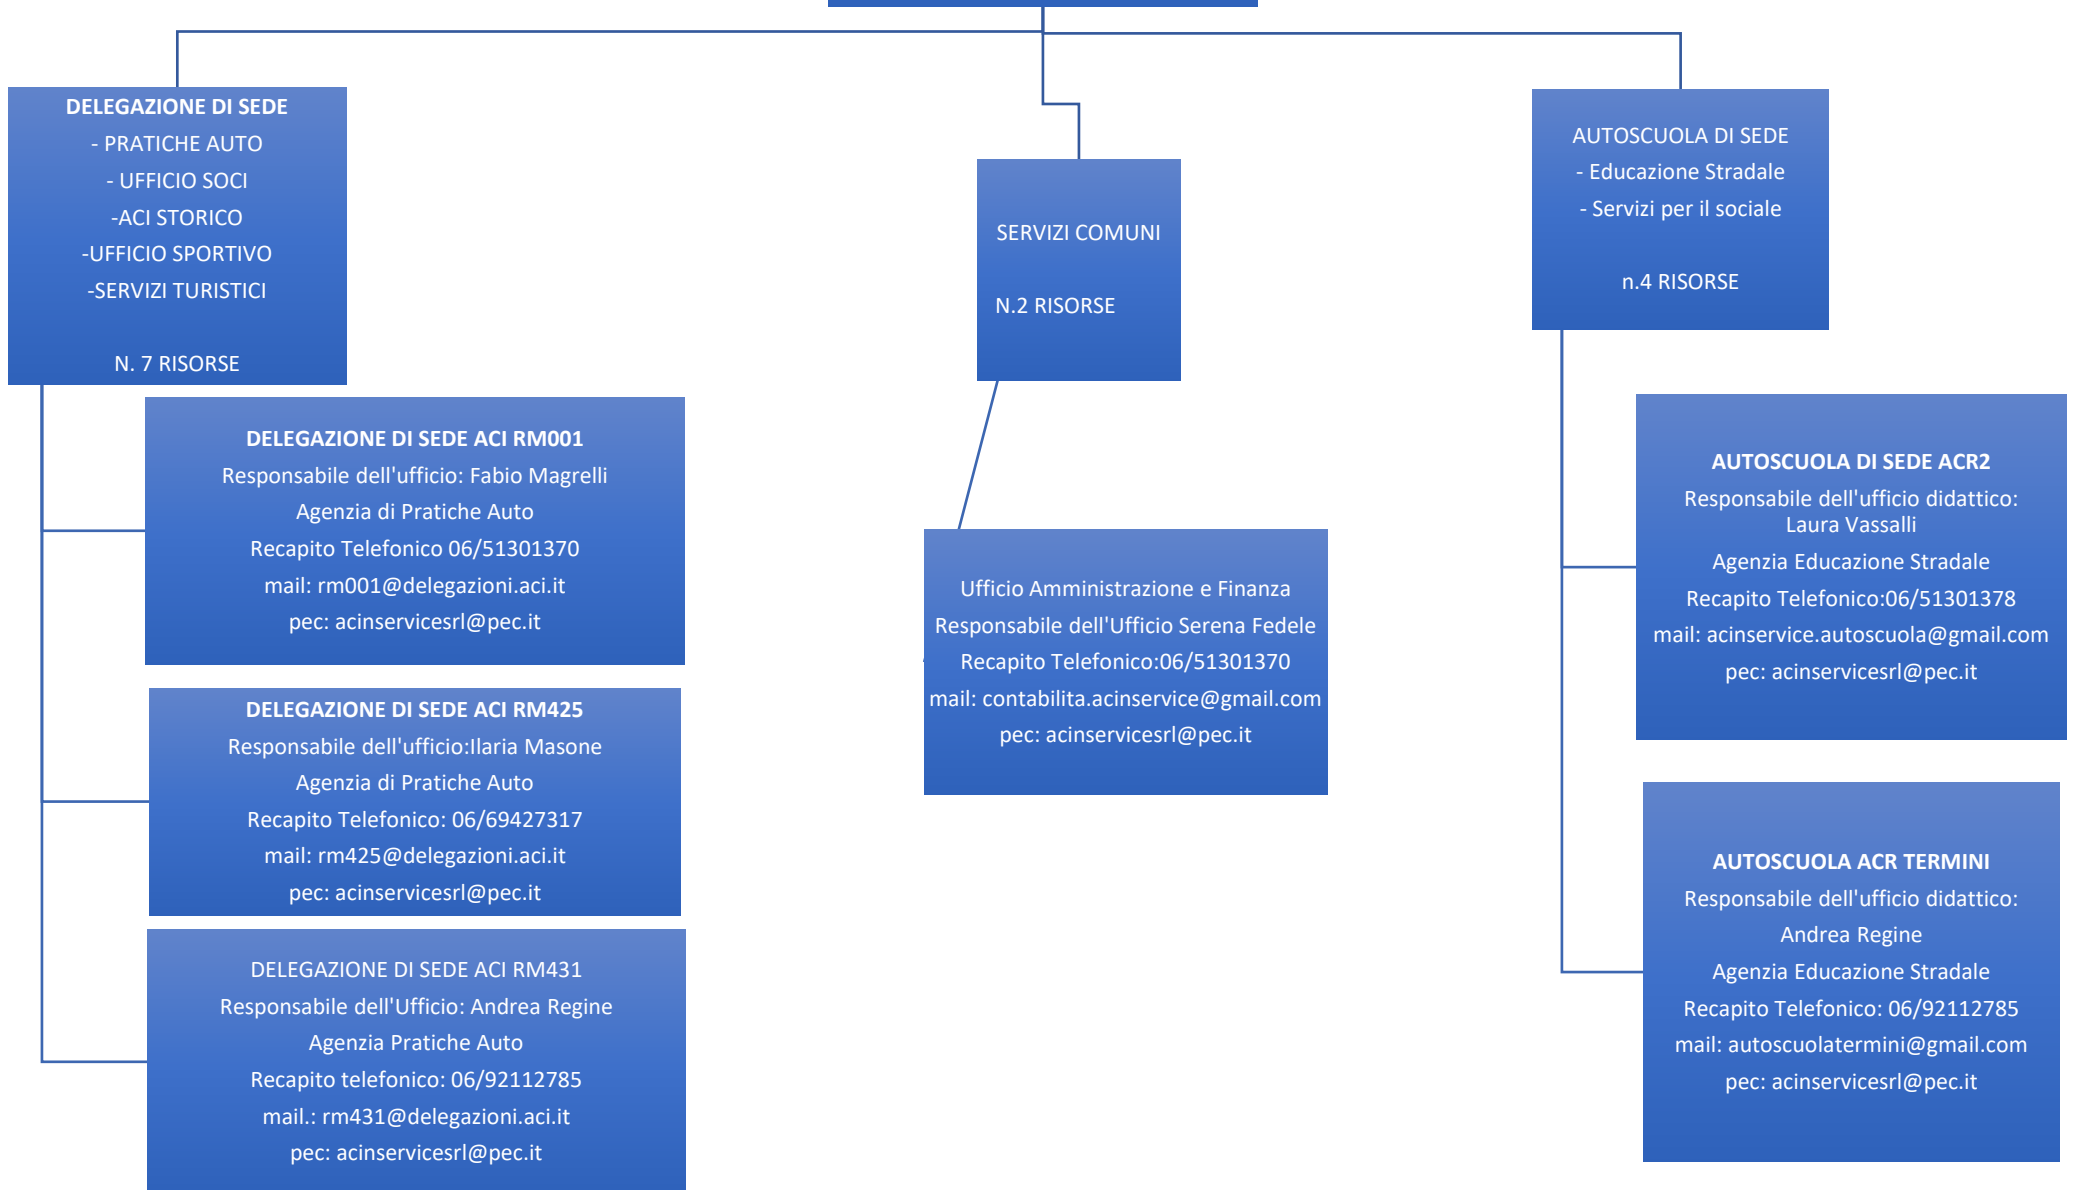 DELEGAZIONE DI SEDE
- PRATICHE AUTO
- UFFICIO SOCI
-ACI STORICO
-UFFICIO SPORTIVO
-SERVIZI TURISTICI
N. 7 RISORSE
DELEGAZIONE DI SEDE ACI RM001
Responsabile dell'ufficio: Fabio Magrelli
Agenzia di Pratiche Auto
Recapito Telefonico 06/51301370
mail: rm001@delegazioni.aci.it
pec: acinservicesrl@pec.it
DELEGAZIONE DI SEDE ACI RM425
Responsabile dell'ufficio:Ilaria Masone
Agenzia di Pratiche Auto
Recapito Telefonico: 06/69427317
mail: rm425@delegazioni.aci.it
pec: acinservicesrl@pec.it
DELEGAZIONE DI SEDE ACI RM431
Responsabile dell'Ufficio: Andrea Regine
Agenzia Pratiche Auto
Recapito telefonico: 06/92112785
mail.: rm431@delegazioni.aci.it
pec: acinservicesrl@pec.it
SERVIZI COMUNI
N.2 RISORSE
Ufficio Amministrazione e Finanza
Responsabile dell'Ufficio Serena Fedele
Recapito Telefonico:06/51301370
mail: contabilita.acinservice@gmail.com
pec: acinservicesrl@pec.it
AUTOSCUOLA DI SEDE
- Educazione Stradale
- Servizi per il sociale
n.4 RISORSE
AUTOSCUOLA DI SEDE ACR2
Responsabile dell'ufficio didattico:
Laura Vassalli
Agenzia Educazione Stradale
Recapito Telefonico:06/51301378
mail: acinservice.autoscuola@gmail.com
pec: acinservicesrl@pec.it
AUTOSCUOLA ACR TERMINI
Responsabile dell'ufficio didattico:
Andrea Regine
Agenzia Educazione Stradale
Recapito Telefonico: 06/92112785
mail: autoscuolatermini@gmail.com
pec: acinservicesrl@pec.it